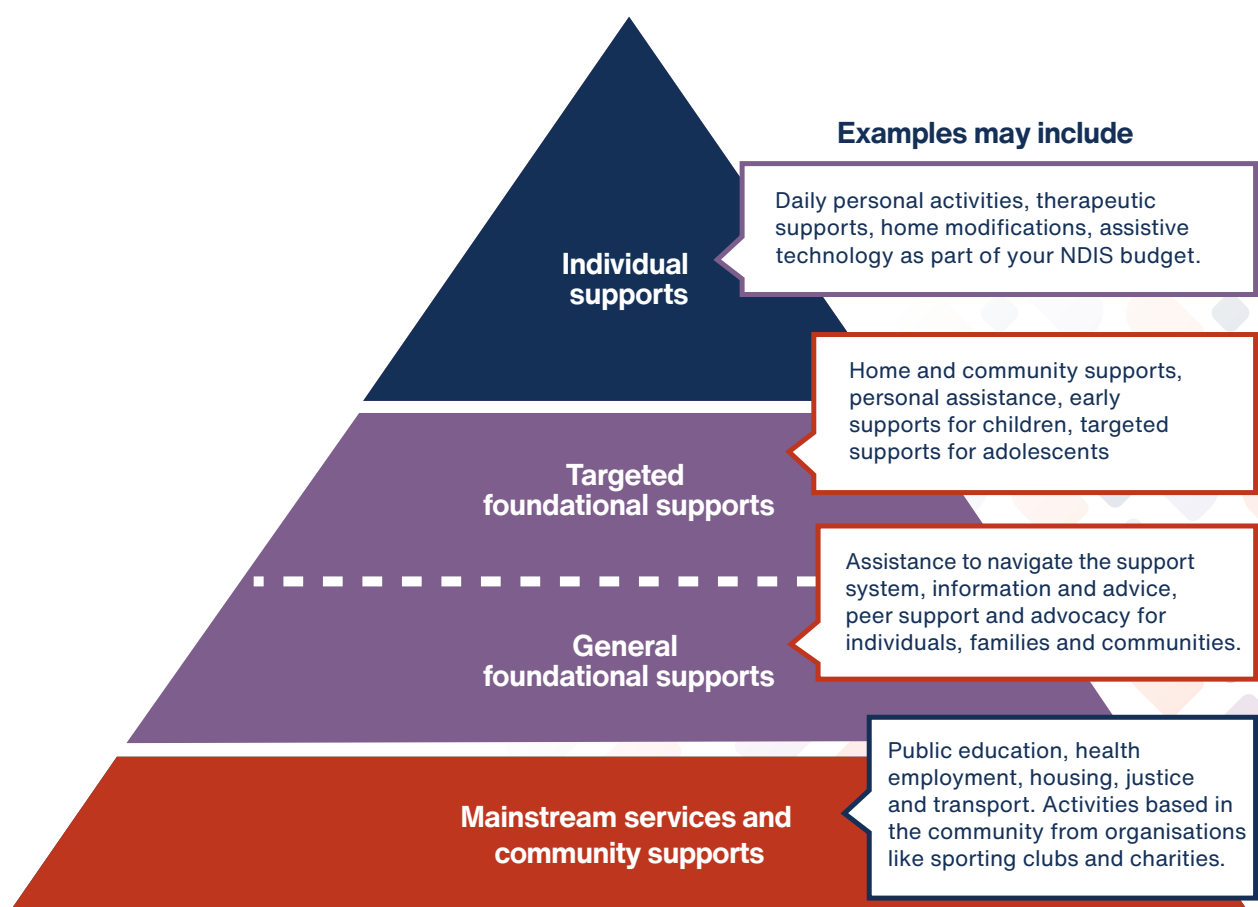 Examples may include
Individual
supports
Daily personal activities, therapeutic
supports, home modifications, assistive
technology as part of your NDIS budget.
Targeted
foundational supports
Home and community supports,
personal assistance, early
supports for children, targeted
supports for adolescents
General
foundational supports
Assistance to navigate the support
system, information and advice,
peer support and advocacy for
individuals, families and communities.
Mainstream services and
community supports
Public education, health
employment, housing, justice
and transport. Activities based in
the community from organisations
like sporting clubs and charities.